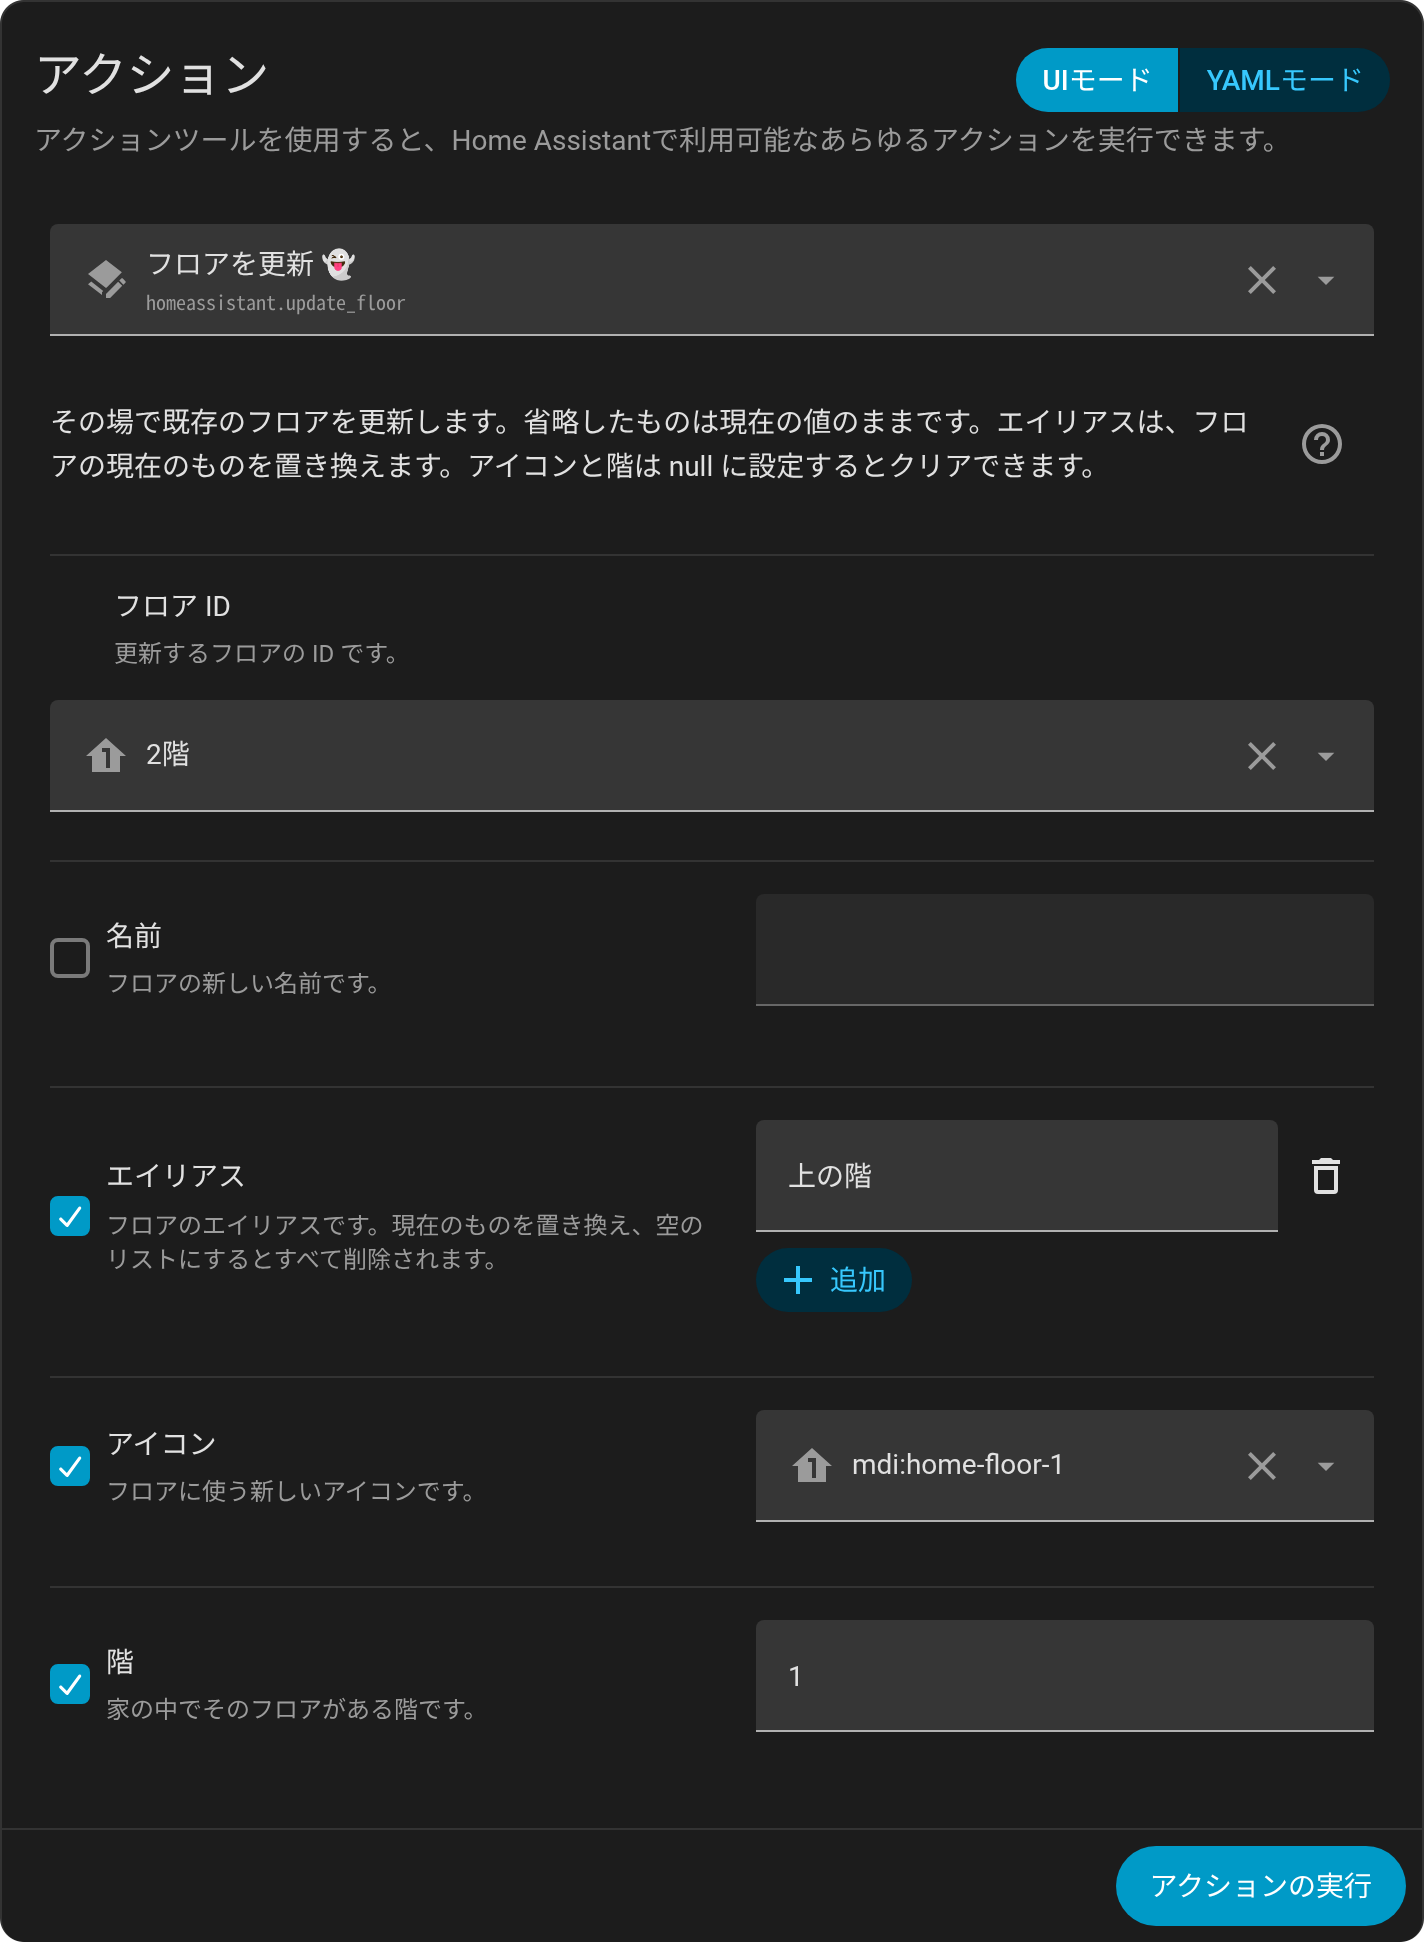 アクション
UIモード
YAMLモード
アクションツールを使用すると、Home Assistantで利用可能なあらゆるアクションを実行できます。
フロアを更新 👻
homeassistant.update_floor
その場で既存のフロアを更新します。省略したものは現在の値のままです。エイリアスは、フロ
アの現在のものを置き換えます。アイコンと階は null に設定するとクリアできます。
フロア ID
更新するフロアの ID です。
2階
名前
フロアの新しい名前です。
エイリアス
フロアのエイリアスです。現在のものを置き換え、空の
リストにするとすべて削除されます。
上の階
追加
アイコン
フロアに使う新しいアイコンです。
mdi:home-floor-1
階
家の中でそのフロアがある階です。
1
アクションの実行